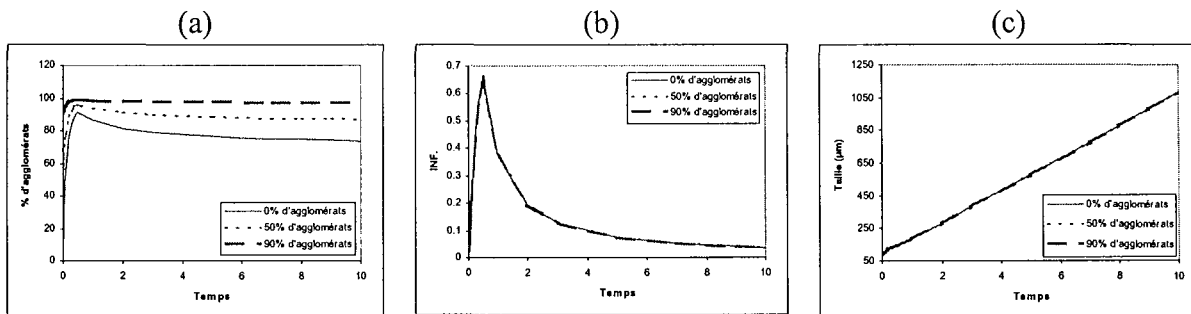 (a)
120
100
80
60
40
20
0
% d'agglomérats
0% d'agglomérats
50% d'agglomérats
90% d'agglomérats
0 2 4 6 8 10
Temps
(b)
0.7
0.6
0.5
0.4
0.3
0.2
0.1
0
INF.
0% d'agglomérats
50% d'agglomérats
90% d'agglomérats
0 2 4 6 8 10
Temps
(c)
1250
1050
850
650
450
250
50
Taille (µm)
0% d'agglomérats
50% d'agglomérats
90% d'agglomérats
0 2 4 6 8 10
Temps